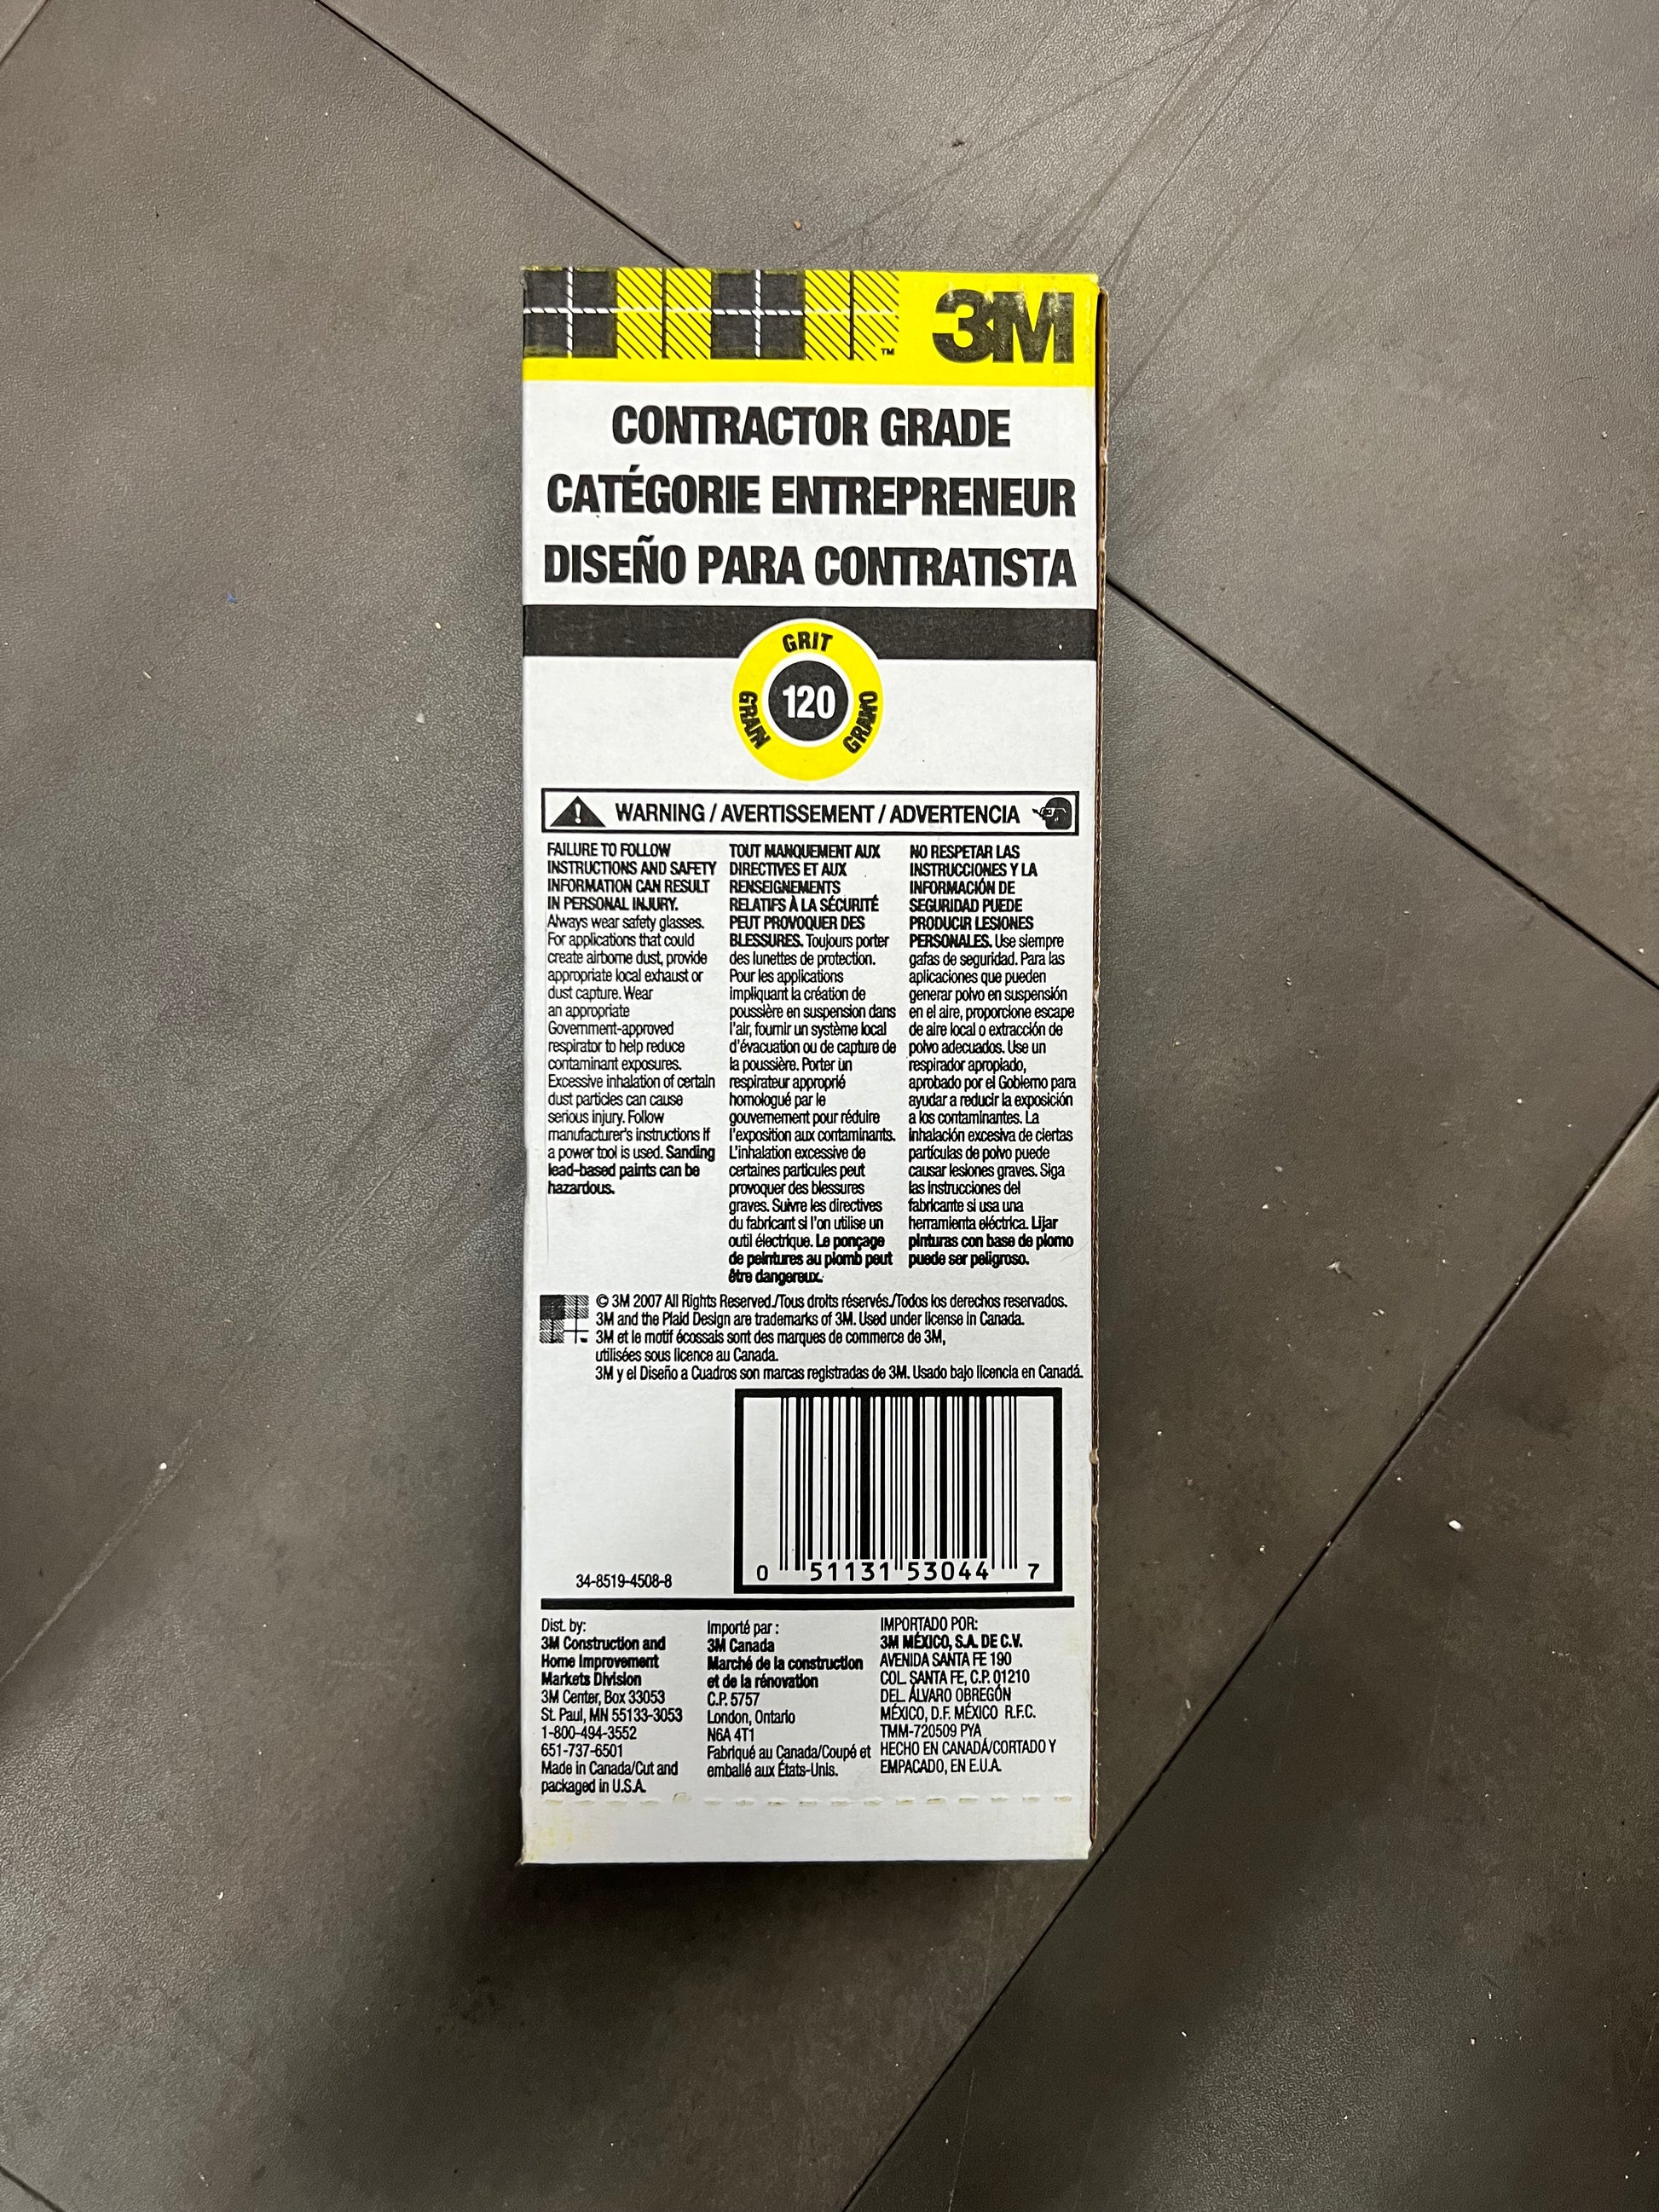 3M
™
CONTRACTOR GRADE
CATÉGORIE ENTREPRENEUR
DISEÑO PARA CONTRATISTA
GRIT
120
GRAIN
GRANO
WARNING / AVERTISSEMENT / ADVERTENCIA
FAILURE TO FOLLOW
INSTRUCTIONS AND SAFETY
INFORMATION CAN RESULT
IN PERSONAL INJURY.
Always wear safety glasses.
For applications that could
create airborne dust, provide
appropriate local exhaust or
dust capture. Wear
an appropriate
Government-approved
respirator to help reduce
contaminant exposures.
Excessive inhalation of certain
dust particles can cause
serious injury. Follow
manufacturer's instructions if
a power tool is used. Sanding
lead-based paints can be
hazardous.
TOUT MANQUEMENT AUX
DIRECTIVES ET AUX
RENSEIGNEMENTS
RELATIFS À LA SÉCURITÉ
PEUT PROVOQUER DES
BLESSURES. Toujours porter
des lunettes de protection.
Pour les applications
impliquant la création de
poussière en suspension dans
l'air, fournir un système local
d'évacuation ou de capture de
la poussière. Porter un
respirateur approprié
homologué par le
gouvernement pour réduire
l'exposition aux contaminants.
L'inhalation excessive de
certaines particules peut
provoquer des blessures
graves. Suivre les directives
du fabricant si l'on utilise un
outil électrique. Le ponçage
de peintures au plomb peut
être dangereux.
NO RESPETAR LAS
INSTRUCCIONES Y LA
INFORMACIÓN DE
SEGURIDAD PUEDE
PRODUCIR LESIONES
PERSONALES. Use siempre
gafas de seguridad. Para las
aplicaciones que pueden
generar polvo en suspensión
en el aire, proporcione escape
de aire local o extracción de
polvo adecuados. Use un
respirador apropiado,
aprobado por el Gobierno para
ayudar a reducir la exposición
a los contaminantes. La
inhalación excesiva de ciertas
partículas de polvo puede
causar lesiones graves. Siga
las instrucciones del
fabricante si usa una
herramienta eléctrica. Lijar
pinturas con base de plomo
puede ser peligroso.
© 3M 2007 All Rights Reserved./Tous droits réservés./Todos los derechos reservados.
3M and the Plaid Design are trademarks of 3M. Used under license in Canada.
3M et le motif écossais sont des marques de commerce de 3M,
utilisées sous licence au Canada.
3M y el Diseño a Cuadros son marcas registradas de 3M. Usado bajo licencia en Canadá.
34-8519-4508-8
0 51131 53044 7
Dist. by:
3M Construction and
Home Improvement
Markets Division
3M Center, Box 33053
St. Paul, MN 55133-3053
1-800-494-3552
651-737-6501
Made in Canada/Cut and
packaged in U.S.A.
Importé par :
3M Canada
Marché de la construction
et de la rénovation
C.P. 5757
London, Ontario
N6A 4T1
Fabriqué au Canada/Coupé et
emballé aux États-Unis.
IMPORTADO POR:
3M MÉXICO, S.A. DE C.V.
AVENIDA SANTA FE 190
COL. SANTA FE, C.P. 01210
DEL. ÁLVARO OBREGÓN
MÉXICO, D.F. MÉXICO R.F.C.
TMM-720509 PYA
HECHO EN CANADÁ/CORTADO Y
EMPACADO, EN E.U.A.